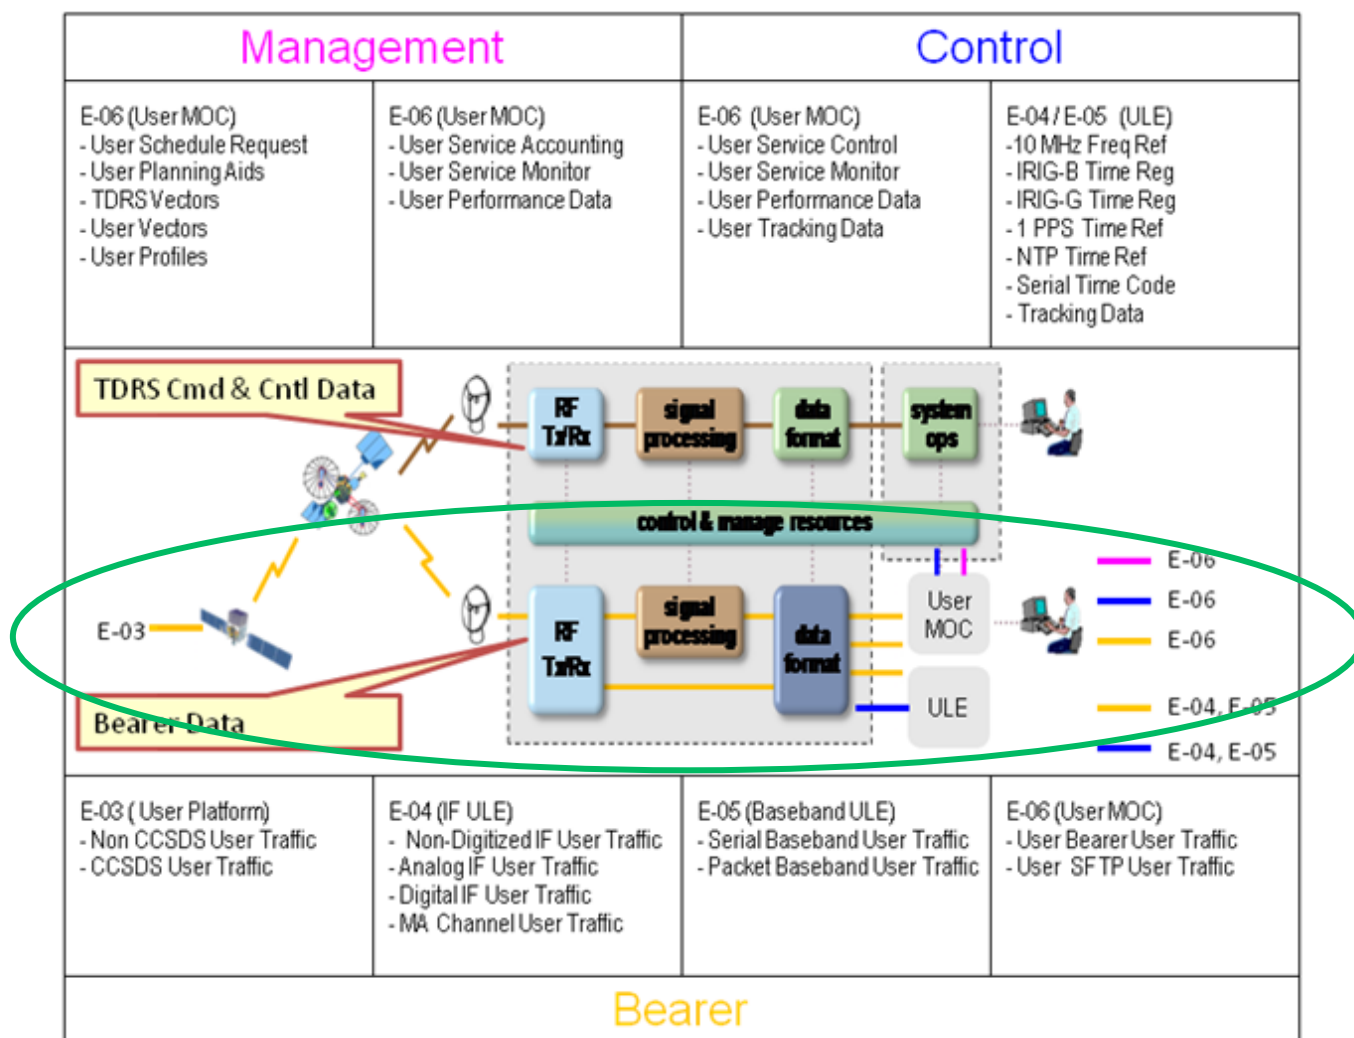 Management
Control
E-06 (User MOC)
- User Schedule Request
- User Planning Aids
- TDRS Vectors
- User Vectors
- User Profiles
E-06 (User MOC)
- User Service Accounting
- User Service Monitor
- User Performance Data
E-06 (User MOC)
- User Service Control
- User Service Monitor
- User Performance Data
- User Tracking Data
E-04 / E-05 (ULE)
-10 MHz Freq Ref
- IRIG-B Time Reg
- IRIG-G Time Reg
- 1 PPS Time Ref
- NTP Time Ref
- Serial Time Code
- Tracking Data
TDRS Cmd & Cntl Data
RF
Tx/Rx
signal
processing
data
format
system
ops
control & manage resources
E-03
RF
Tx/Rx
signal
processing
data
format
User
MOC
ULE
Bearer Data
E-06
E-06
E-06
E-04, E-05
E-04, E-05
E-03 ( User Platform)
- Non CCSDS User Traffic
- CCSDS User Traffic
E-04 (IF ULE)
- Non-Digitized IF User Traffic
- Analog IF User Traffic
- Digital IF User Traffic
- MA Channel User Traffic
E-05 (Baseband ULE)
- Serial Baseband User Traffic
- Packet Baseband User Traffic
E-06 (User MOC)
- User Bearer User Traffic
- User SFTP User Traffic
Bearer